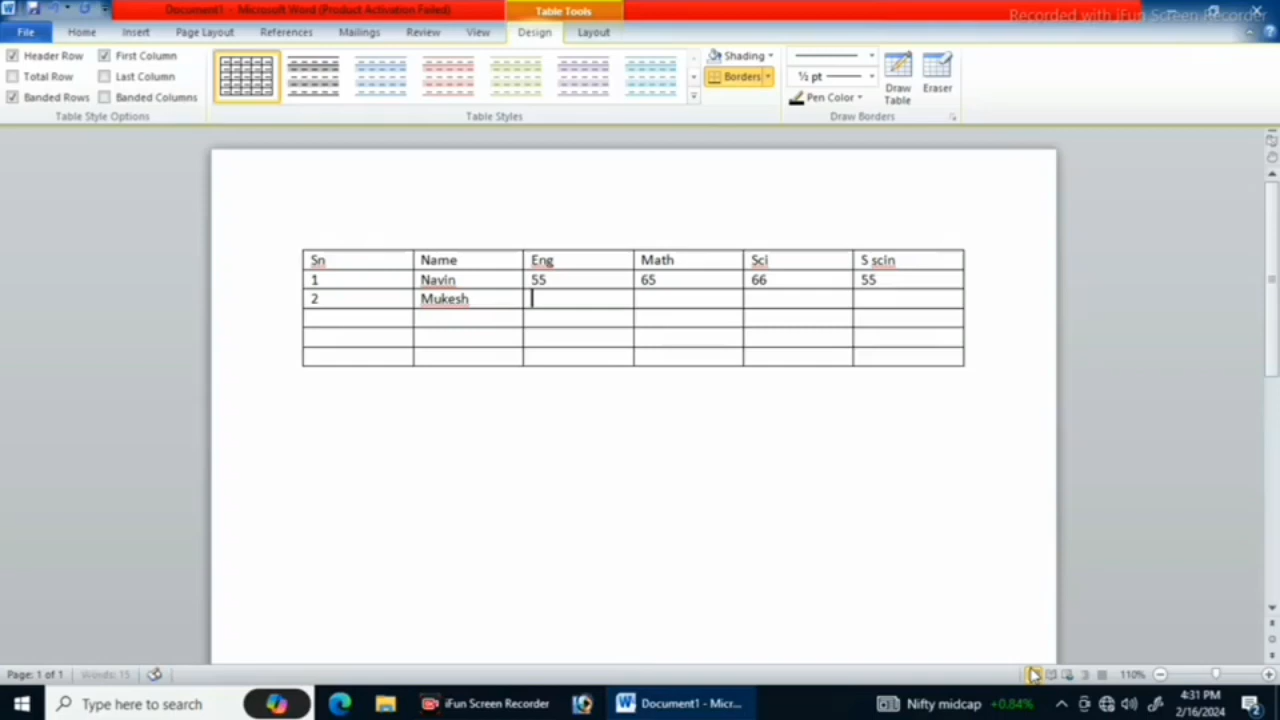 Document1 - Microsoft Word (Product Activation Failed)
Table Tools
Recorded with iFun Screen Recorder
File Home Insert Page Layout References Mailings Review View Design Layout
Header Row First Column
Total Row Last Column
Banded Rows Banded Columns
Table Style Options
Table Styles
Shading
Borders
½ pt
Pen Color
Draw Table
Eraser
Draw Borders
Sn Name Eng Math Sci S scin
1 Navin 55 65 66 55
2 Mukesh
Page: 1 of 1 Words: 15
110%
Type here to search
iFun Screen Recorder
Document1 - Micr...
Nifty midcap +0.84%
4:31 PM
2/16/2024
2